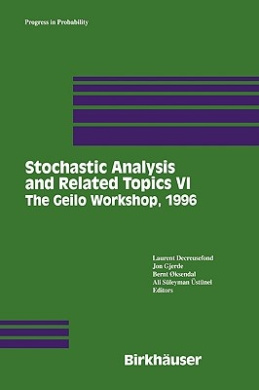 Progress in Probability
Stochastic Analysis
and Related Topics VI
The Geilo Workshop, 1996
Laurent Decreusefond
Jon Gjerde
Bernt Øksendal
Ali Süleyman Üstünel
Editors
Birkhäuser